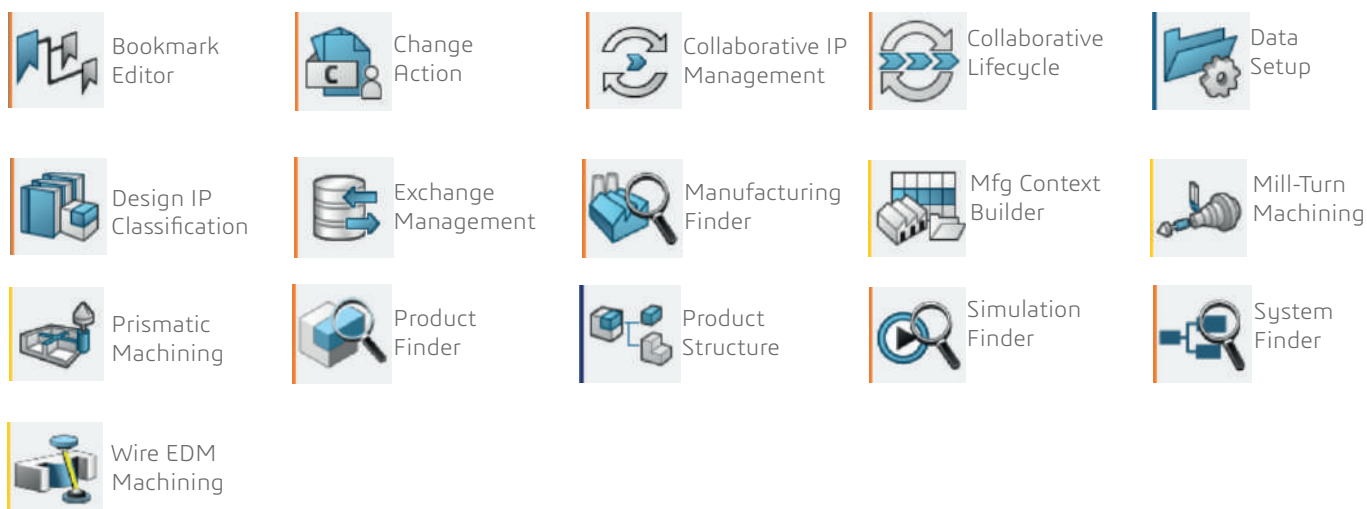 Bookmark
Editor
Change
Action
Collaborative IP
Management
Collaborative
Lifecycle
Data
Setup
Design IP
Classification
Exchange
Management
Manufacturing
Finder
Mfg Context
Builder
Mill-Turn
Machining
Prismatic
Machining
Product
Finder
Product
Structure
Simulation
Finder
System
Finder
Wire EDM
Machining
C